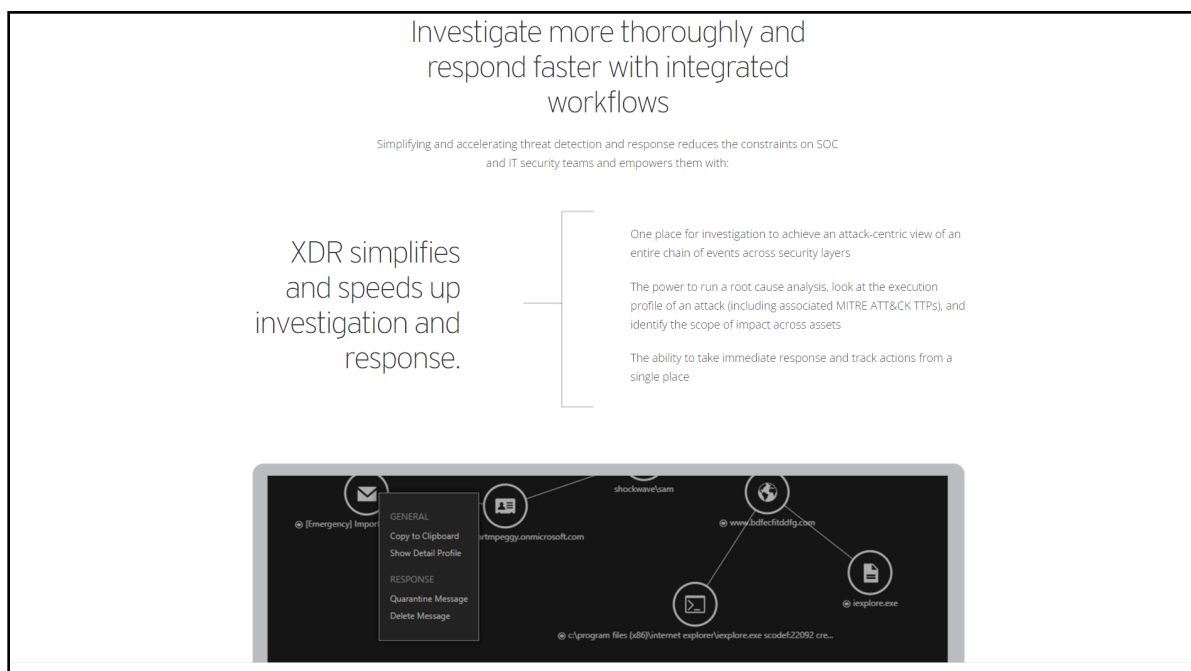 Investigate more thoroughly and
respond faster with integrated
workflows
Simplifying and accelerating threat detection and response reduces the constraints on SOC
and IT security teams and empowers them with:
XDR simplifies
and speeds up
investigation and
response.
One place for investigation to achieve an attack-centric view of an
entire chain of events across security layers
The power to run a root cause analysis, look at the execution
profile of an attack (including associated MITRE ATT&CK TTPs), and
identify the scope of impact across assets
The ability to take immediate response and track actions from a
single place
shockwave\sam
[Emergency] Import
GENERAL
Copy to Clipboard
Show Detail Profile
RESPONSE
Quarantine Message
Delete Message
rtmpeggy.onmicrosoft.com
www.bdfecfitddfg.com
iexplore.exe
c:\program files (x86)\internet explorer\iexplore.exe scodef:22092 cre...